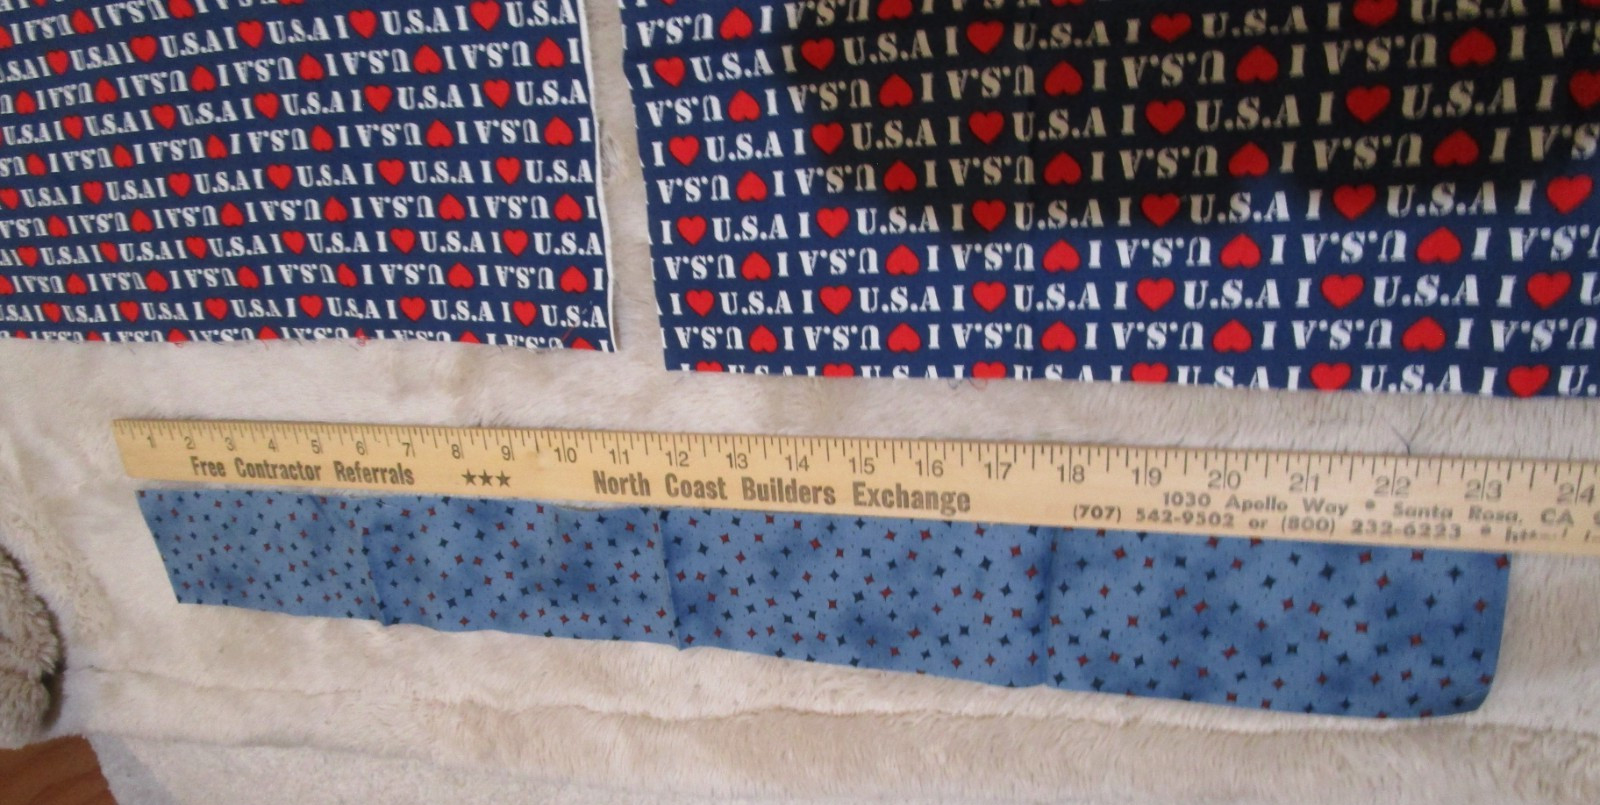 I U.S.A I U.S.A I U.S.A I U.S.A
I U.S.A I U.S.A I U.S.A I U.S.A
I U.S.A I U.S.A I U.S.A I U.S.A
I U.S.A I U.S.A I U.S.A I U.S.A
I U.S.A I U.S.A I U.S.A I U.S.A
I U.S.A I U.S.A I U.S.A I U.S.A
1 2 3 4 5 6 7 8 9 10 11 12 13 14 15 16 17 18 19 20 21 22 23 24
Free Contractor Referrals ★★★ North Coast Builders Exchange
1030 Apollo Way • Santa Rosa, CA
(707) 542-9502 or (800) 232-6223 •